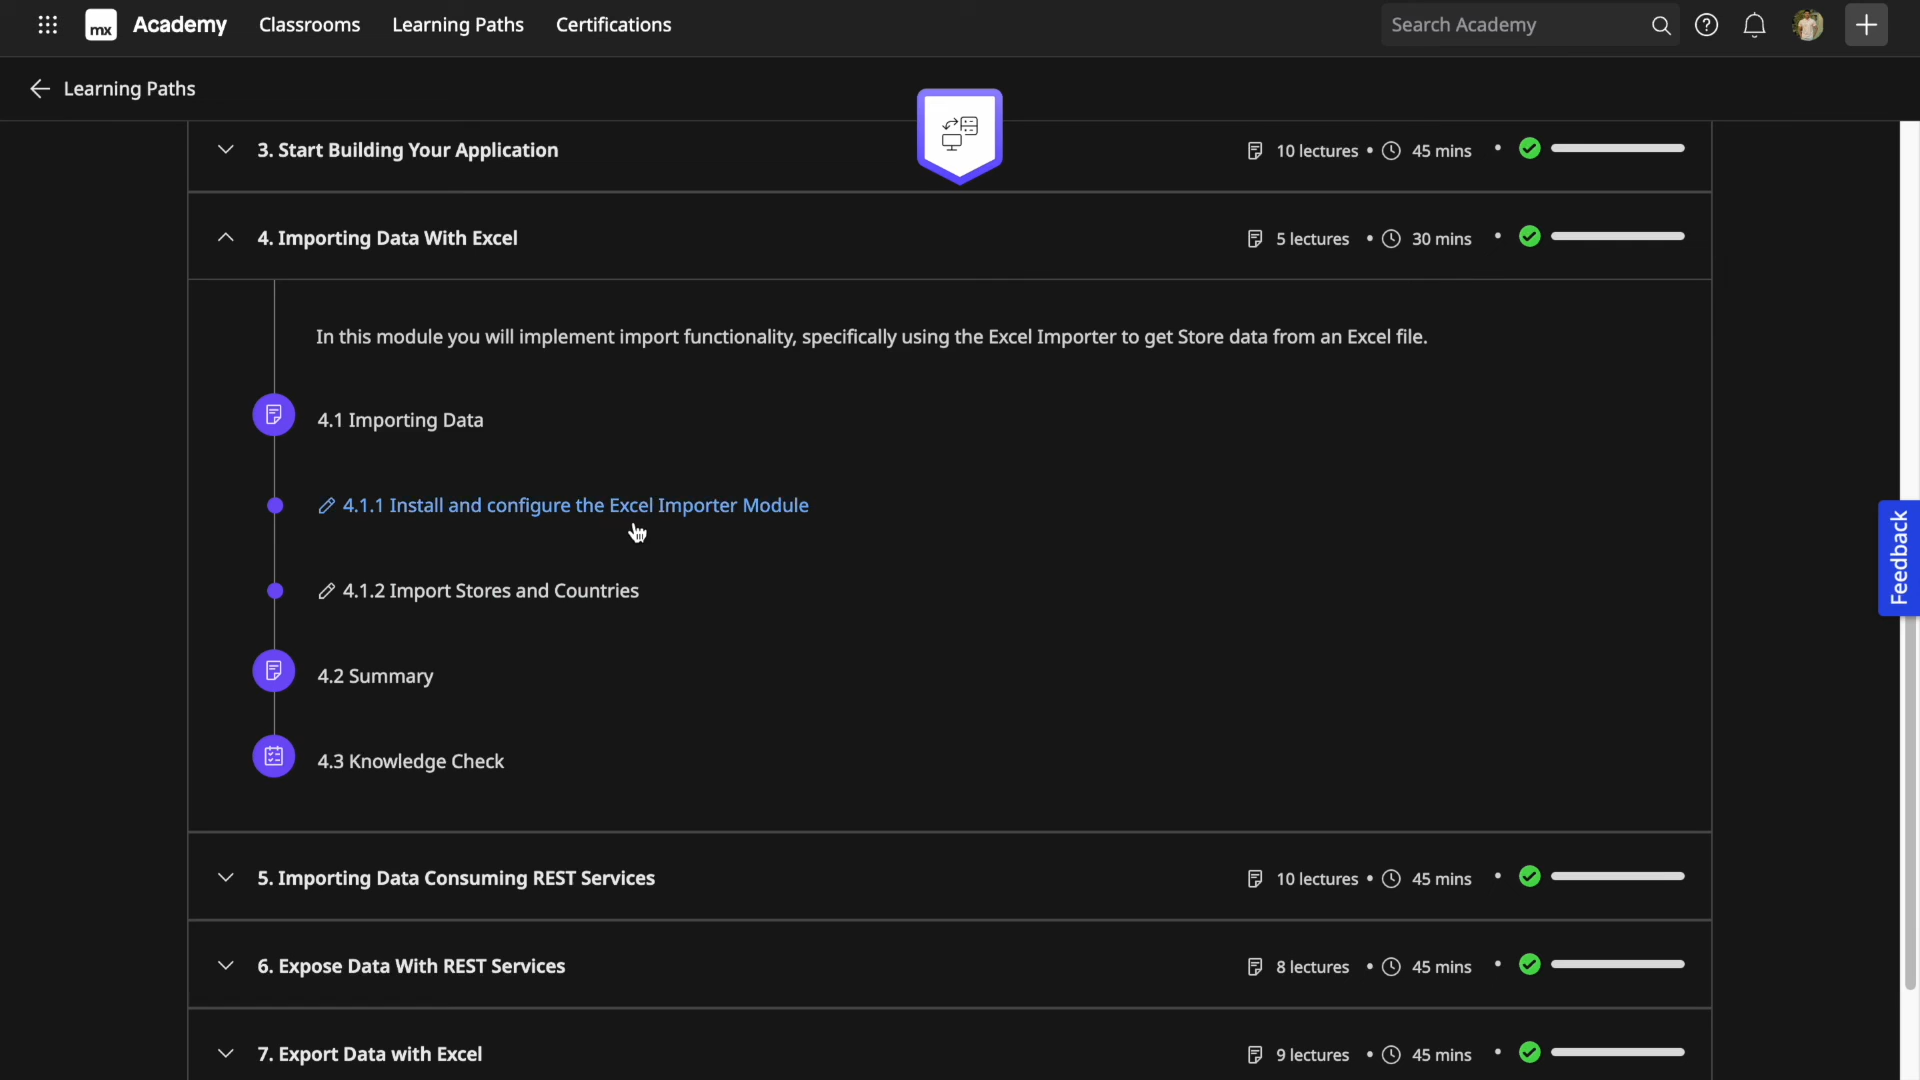 mx Academy Classrooms Learning Paths Certifications Search Academy
Learning Paths
3. Start Building Your Application 10 lectures • 45 mins •
4. Importing Data With Excel 5 lectures • 30 mins •
In this module you will implement import functionality, specifically using the Excel Importer to get Store data from an Excel file.
4.1 Importing Data
4.1.1 Install and configure the Excel Importer Module
4.1.2 Import Stores and Countries
4.2 Summary
4.3 Knowledge Check
5. Importing Data Consuming REST Services 10 lectures • 45 mins •
6. Expose Data With REST Services 8 lectures • 45 mins •
7. Export Data with Excel 9 lectures • 45 mins •
Feedback